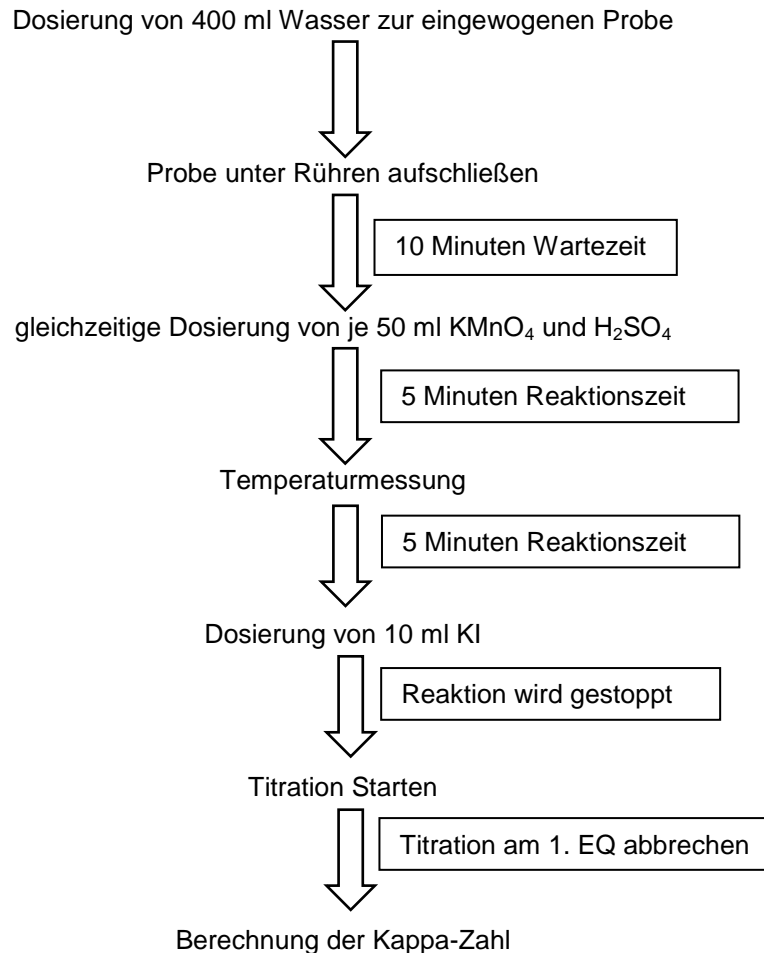 Dosierung von 400 ml Wasser zur eingewogenen Probe
Probe unter Rühren aufschließen
10 Minuten Wartezeit
gleichzeitige Dosierung von je 50 ml KMnO₄ und H₂SO₄
5 Minuten Reaktionszeit
Temperaturmessung
5 Minuten Reaktionszeit
Dosierung von 10 ml KI
Reaktion wird gestoppt
Titration Starten
Titration am 1. EQ abbrechen
Berechnung der Kappa-Zahl